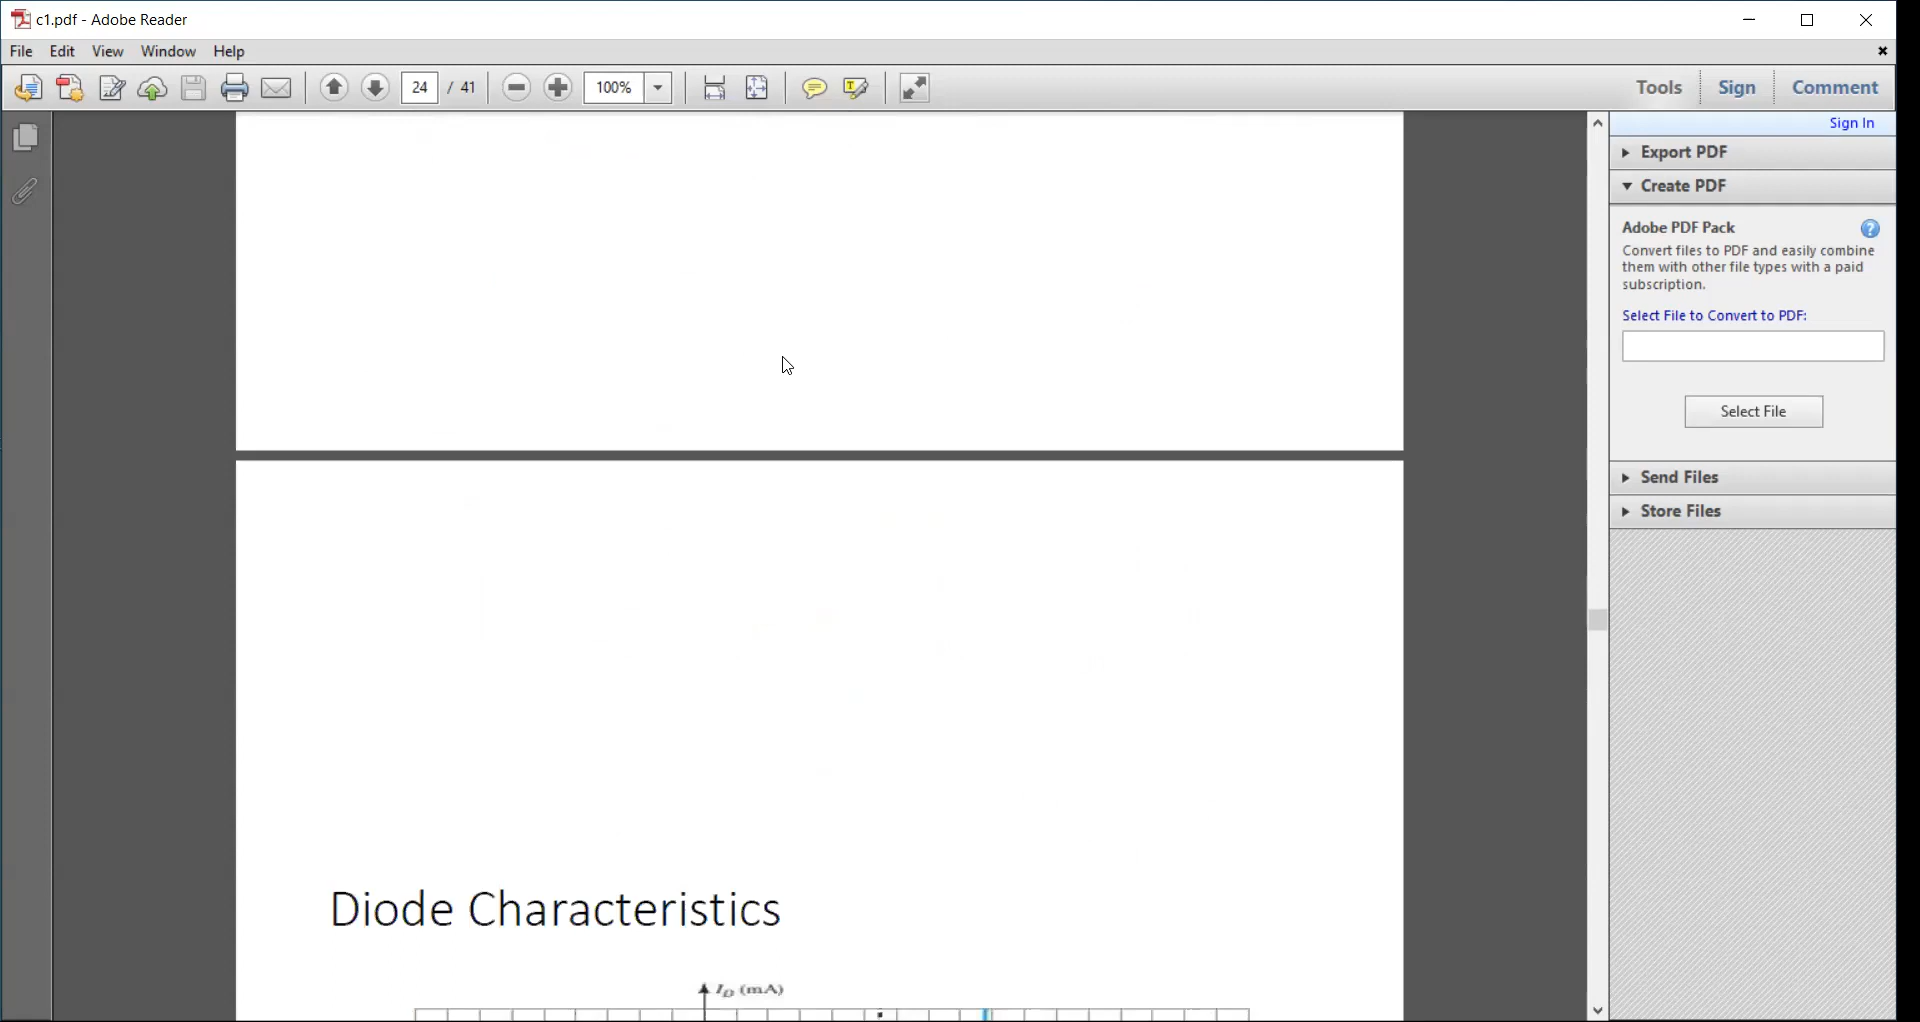 c1.pdf - Adobe Reader
File Edit View Window Help
24 / 41 100% Tools Sign Comment
Sign In
Export PDF
Create PDF
Adobe PDF Pack
Convert files to PDF and easily combine
them with other file types with a paid
subscription.
Select File to Convert to PDF:
Select File
Send Files
Store Files
Diode Characteristics
I_D (mA)